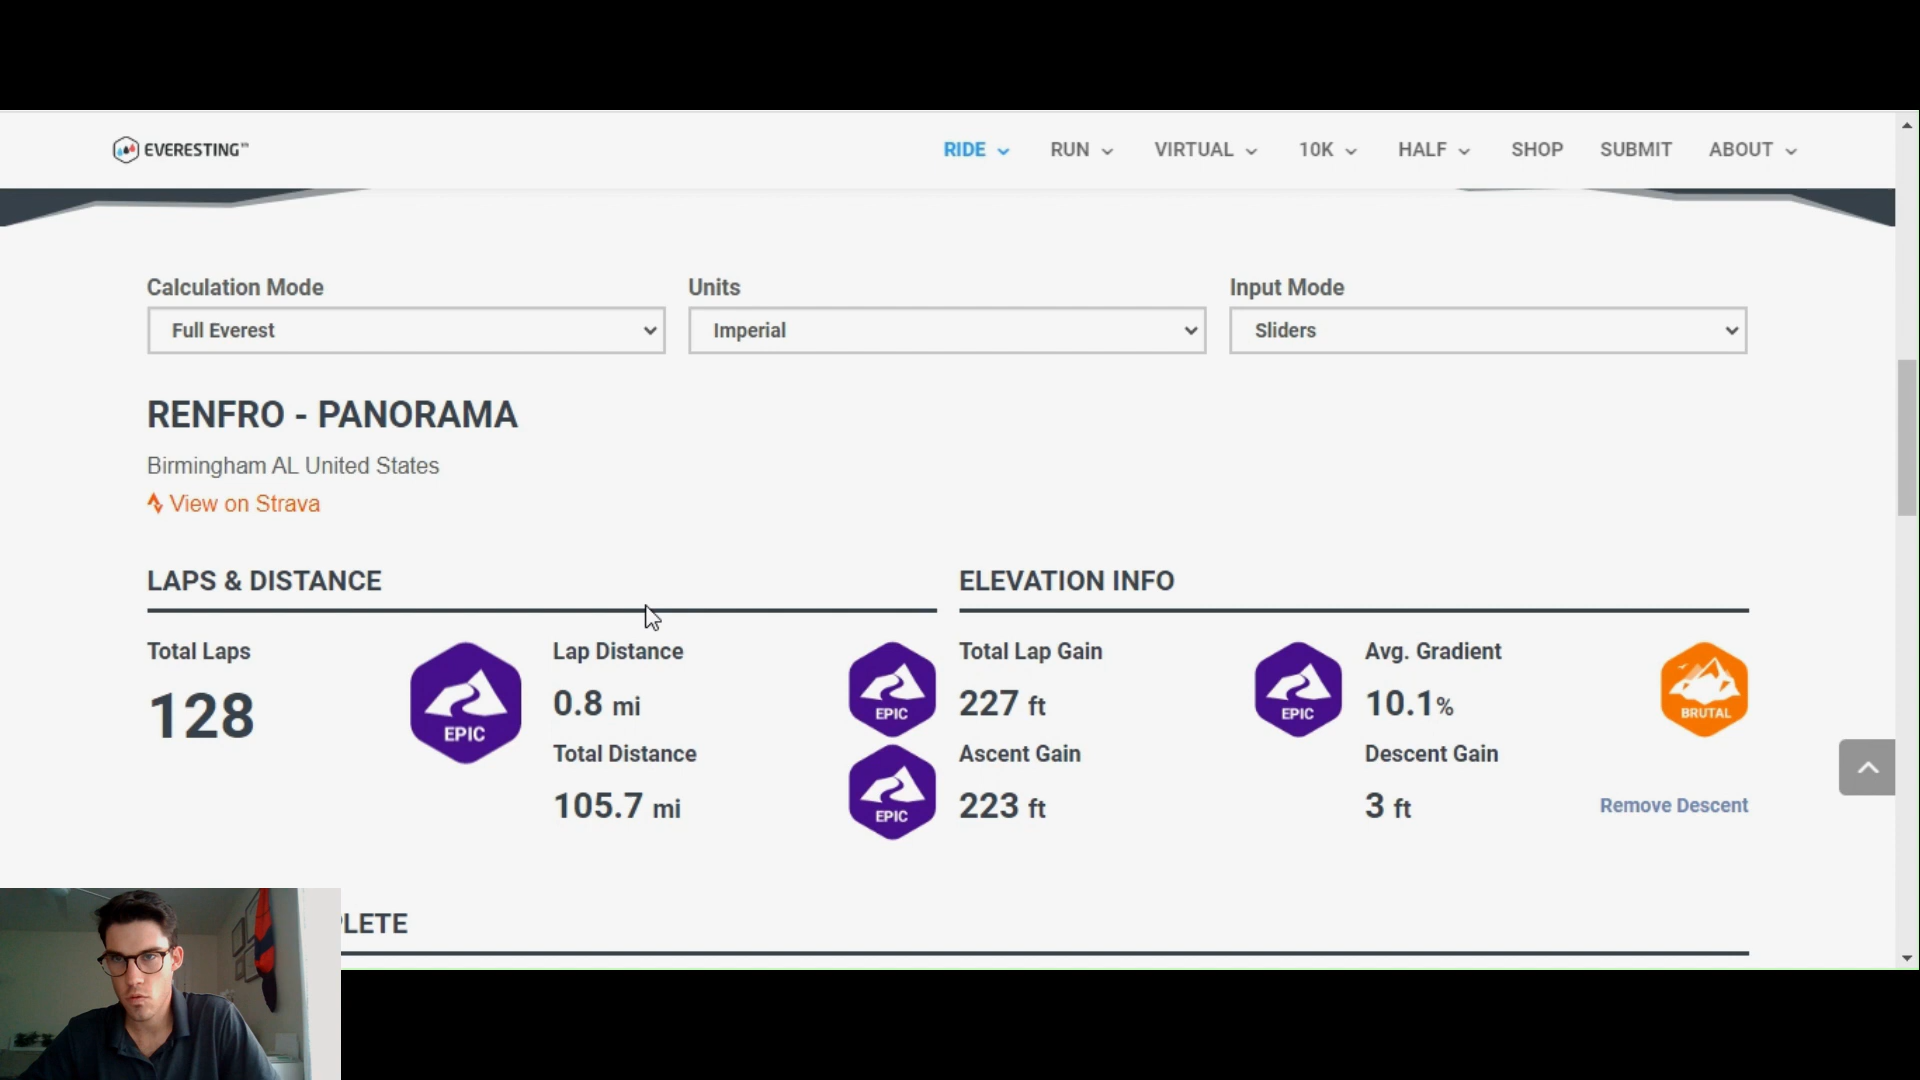 EVERESTING™
RIDE RUN VIRTUAL 10K HALF SHOP SUBMIT ABOUT
Calculation Mode Units Input Mode
Full Everest Imperial Sliders
RENFRO - PANORAMA
Birmingham AL United States
View on Strava
LAPS & DISTANCE ELEVATION INFO
Total Laps Lap Distance Total Lap Gain Avg. Gradient
128 EPIC 0.8 mi EPIC 227 ft EPIC 10.1% BRUTAL
Total Distance Ascent Gain Descent Gain
105.7 mi EPIC 223 ft 3 ft Remove Descent
PLETE